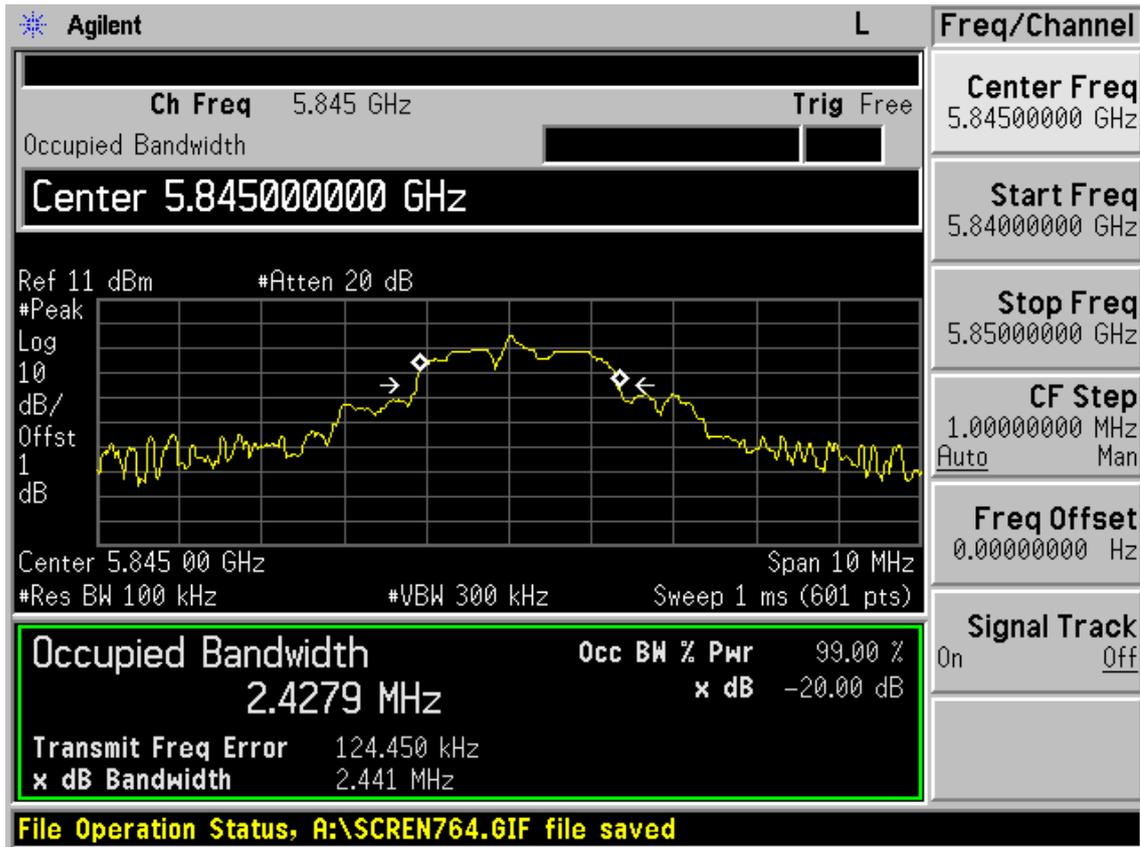 Agilent L
Ch Freq 5.845 GHz Trig Free
Occupied Bandwidth
Center 5.845000000 GHz
Ref 11 dBm #Atten 20 dB
#Peak
Log
10
dB/
Offst
1
dB
Center 5.845 00 GHz Span 10 MHz
#Res BW 100 kHz #VBW 300 kHz Sweep 1 ms (601 pts)
Occupied Bandwidth
2.4279 MHz
Occ BW % Pwr 99.00 %
x dB -20.00 dB
Transmit Freq Error 124.450 kHz
x dB Bandwidth 2.441 MHz
File Operation Status, A:\SCREN764.GIF file saved
Freq/Channel
Center Freq
5.84500000 GHz
Start Freq
5.84000000 GHz
Stop Freq
5.85000000 GHz
CF Step
1.00000000 MHz
Auto Man
Freq Offset
0.00000000 Hz
Signal Track
On Off